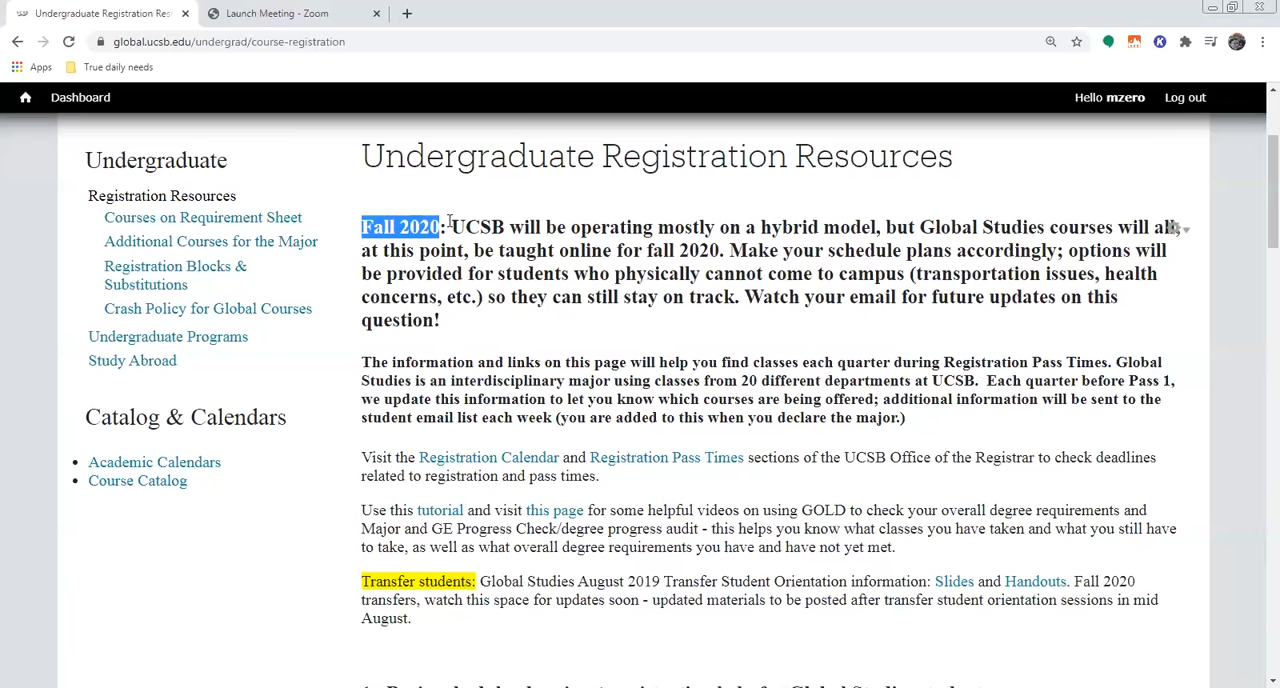 Undergraduate Registration Res
Launch Meeting - Zoom
global.ucsb.edu/undergrad/course-registration
Apps
True daily needs
Dashboard
Hello mzero
Log out
Undergraduate
Registration Resources
Courses on Requirement Sheet
Additional Courses for the Major
Registration Blocks &
Substitutions
Crash Policy for Global Courses
Undergraduate Programs
Study Abroad
Catalog & Calendars
Academic Calendars
Course Catalog
Undergraduate Registration Resources
Fall 2020: UCSB will be operating mostly on a hybrid model, but Global Studies courses will all,
at this point, be taught online for fall 2020. Make your schedule plans accordingly; options will
be provided for students who physically cannot come to campus (transportation issues, health
concerns, etc.) so they can still stay on track. Watch your email for future updates on this
question!
The information and links on this page will help you find classes each quarter during Registration Pass Times. Global
Studies is an interdisciplinary major using classes from 20 different departments at UCSB. Each quarter before Pass 1,
we update this information to let you know which courses are being offered; additional information will be sent to the
student email list each week (you are added to this when you declare the major.)
Visit the Registration Calendar and Registration Pass Times sections of the UCSB Office of the Registrar to check deadlines
related to registration and pass times.
Use this tutorial and visit this page for some helpful videos on using GOLD to check your overall degree requirements and
Major and GE Progress Check/degree progress audit - this helps you know what classes you have taken and what you still have
to take, as well as what overall degree requirements you have and have not yet met.
Transfer students: Global Studies August 2019 Transfer Student Orientation information: Slides and Handouts. Fall 2020
transfers, watch this space for updates soon - updated materials to be posted after transfer student orientation sessions in mid
August.